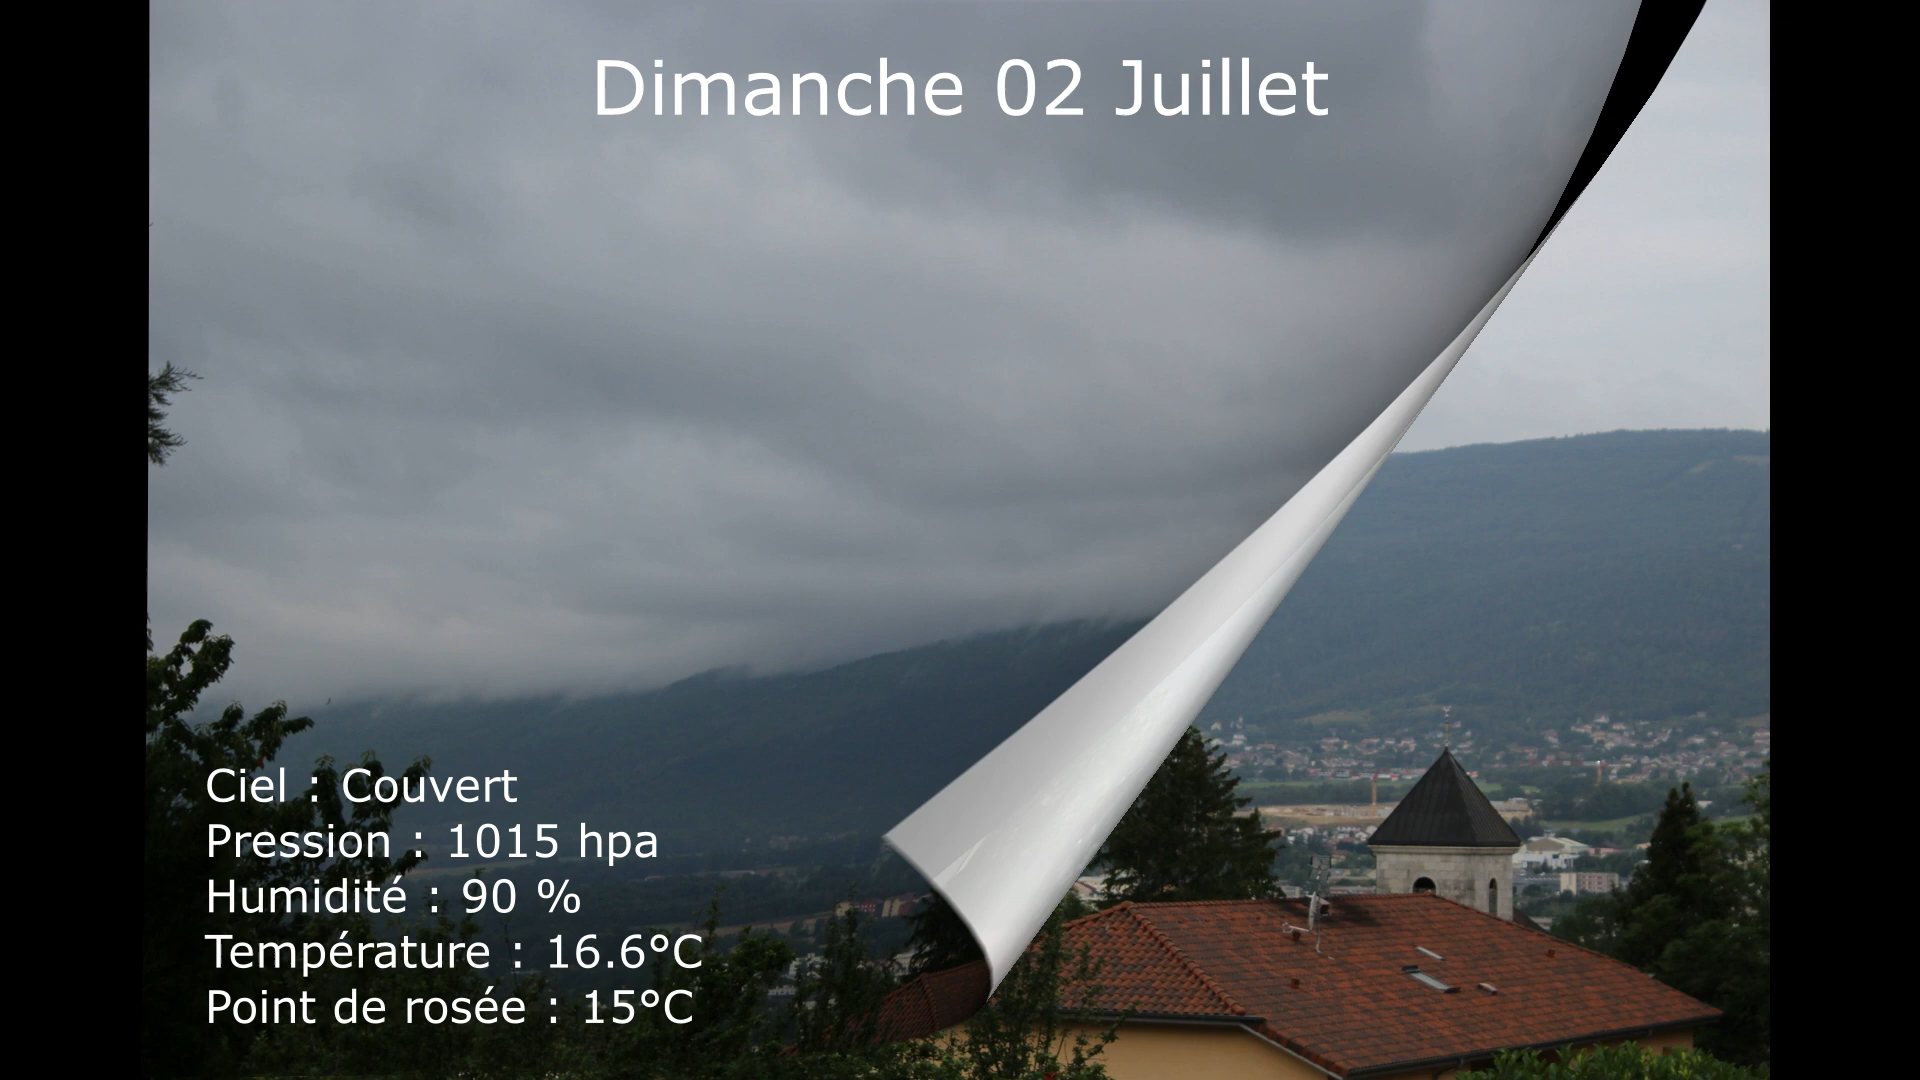 Dimanche 02 Juillet
Ciel : Couvert
Pression : 1015 hpa
Humidité : 90 %
Température : 16.6°C
Point de rosée : 15°C